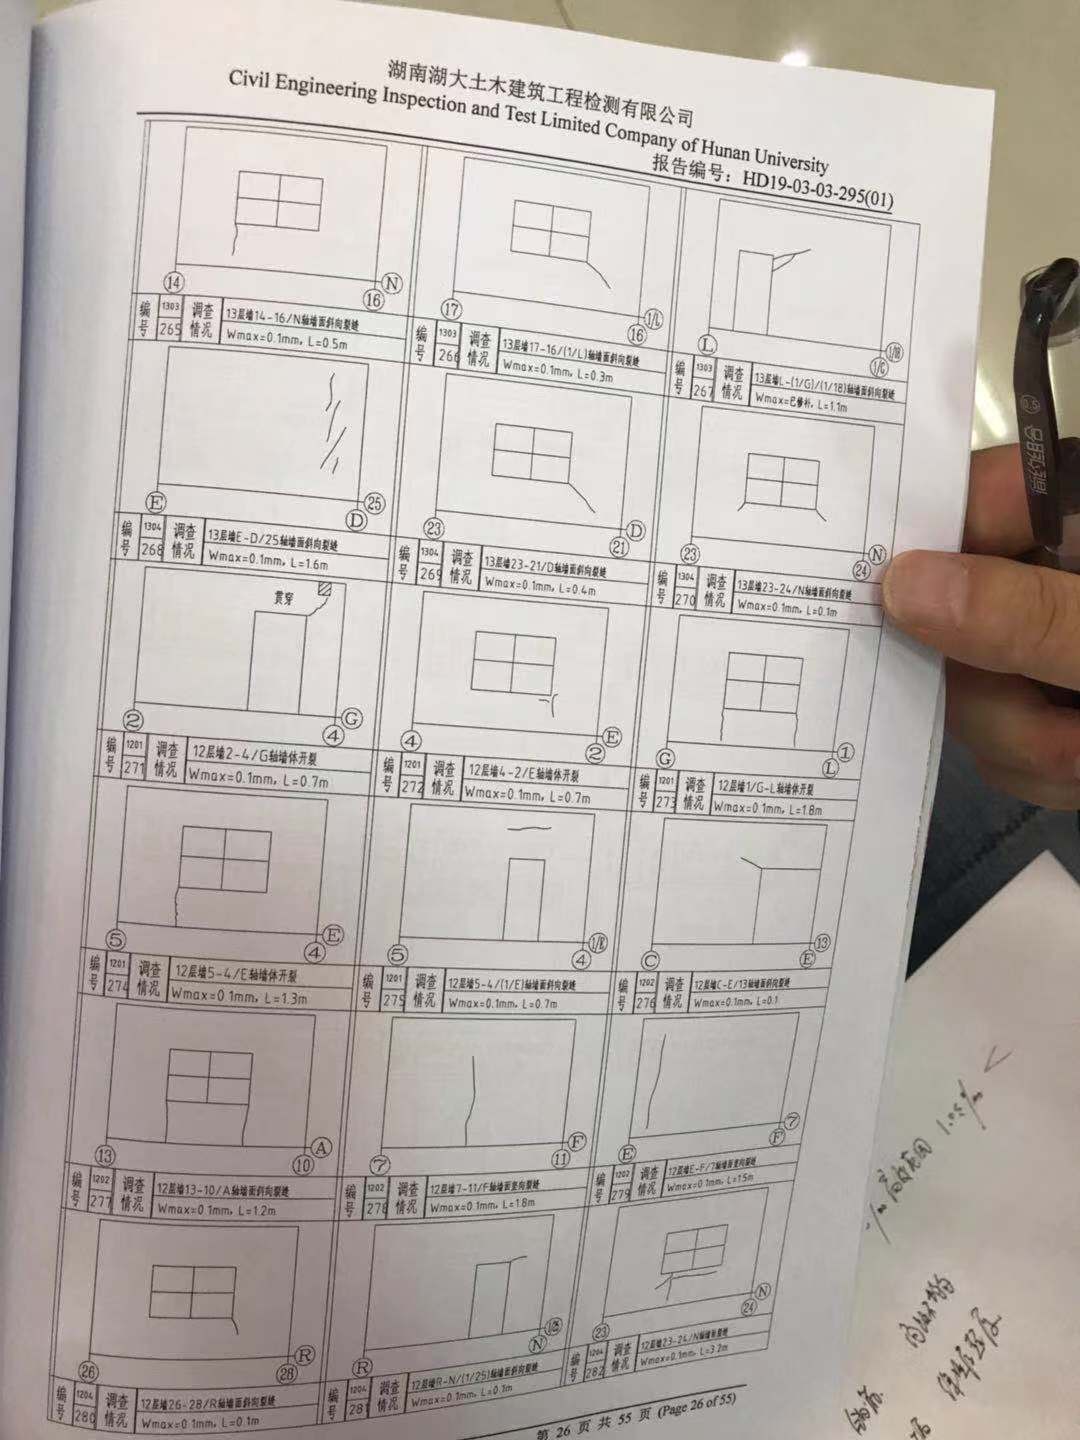 湖南湖大土木建筑工程检测有限公司
Civil Engineering Inspection and Test Limited Company of Hunan University
报告编号：HD19-03-03-295(01)
14 16 N
17 16 1/L
L 1/G 1/18
编号 1303 265 调查情况 13层墙14-16/N轴墙面斜向裂缝
Wmax=0.1mm, L=0.5m
编号 1303 266 调查情况 13层墙17-16/(1/L)轴墙面斜向裂缝
Wmax=0.1mm, L=0.3m
编号 1303 267 调查情况 13层墙L-(1/G)/(1/18)轴墙面斜向裂缝
Wmax=已修补, L=1.1m
E D 25
23 21 D
23 24 N
编号 1304 268 调查情况 13层墙E-D/25轴墙面斜向裂缝
Wmax=0.1mm, L=1.6m
编号 1304 269 调查情况 13层墙23-21/D轴墙面斜向裂缝
Wmax=0.1mm, L=0.4m
编号 1304 270 调查情况 13层墙23-24/N轴墙面斜向裂缝
Wmax=0.1mm, L=0.1m
贯穿
2 4 G
4 2 E
G L 1
编号 1201 271 调查情况 12层墙2-4/G轴墙体开裂
Wmax=0.1mm, L=0.7m
编号 1201 272 调查情况 12层墙4-2/E轴墙体开裂
Wmax=0.1mm, L=0.7m
编号 1201 273 调查情况 12层墙1/G-L轴墙体开裂
Wmax=0.1mm, L=1.8m
5 4 E
5 4 1/E
C E 13
编号 1201 274 调查情况 12层墙5-4/E轴墙体开裂
Wmax=0.1mm, L=1.3m
编号 1201 275 调查情况 12层墙5-4/(1/E)轴墙面斜向裂缝
Wmax=0.1mm, L=0.7m
编号 1202 276 调查情况 12层墙C-E/13轴墙面斜向裂缝
Wmax=0.1mm, L=0.1
13 10 A
7 11 F
E F 7
编号 1202 277 调查情况 12层墙13-10/A轴墙面斜向裂缝
Wmax=0.1mm, L=1.2m
编号 1202 278 调查情况 12层墙7-11/F轴墙面竖向裂缝
Wmax=0.1mm, L=1.8m
编号 1202 279 调查情况 12层墙E-F/7轴墙面竖向裂缝
Wmax=0.1mm, L=1.5m
26 28 R
R N
23 24 N
编号 1204 280 调查情况 12层墙26-28/R轴墙面斜向裂缝
Wmax=0.1mm, L=0.1m
编号 1204 281 调查情况 12层墙R-N/(1/25)轴墙面斜向裂缝
Wmax=0.1mm, L=0.1m
编号 1204 282 调查情况 12层墙23-24/N轴墙面斜向裂缝
Wmax=0.1mm, L=3.2m
第 26 页 共 55 页 (Page 26 of 55)